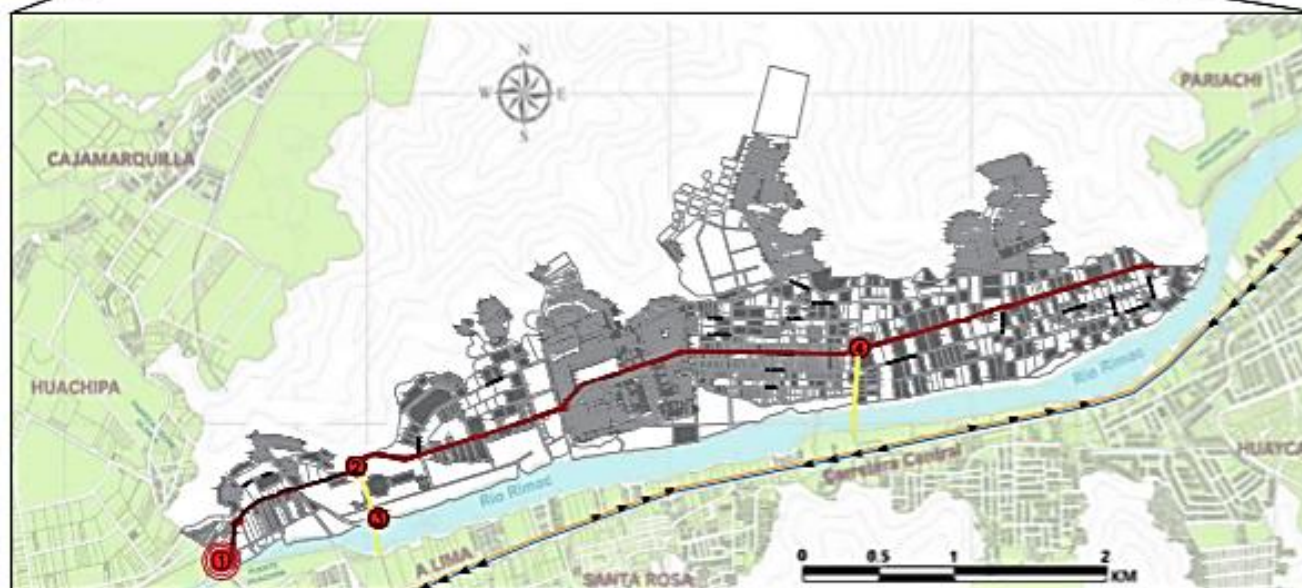 N
W E
S
PARIACHI
CAJAMARQUILLA
HUACHIPA
Rio Rimac
Rio Rimac
Carretera Central
HUAYCA
A LIMA
SANTA ROSA
1
2
3
4
0 0.5 1 2
KM